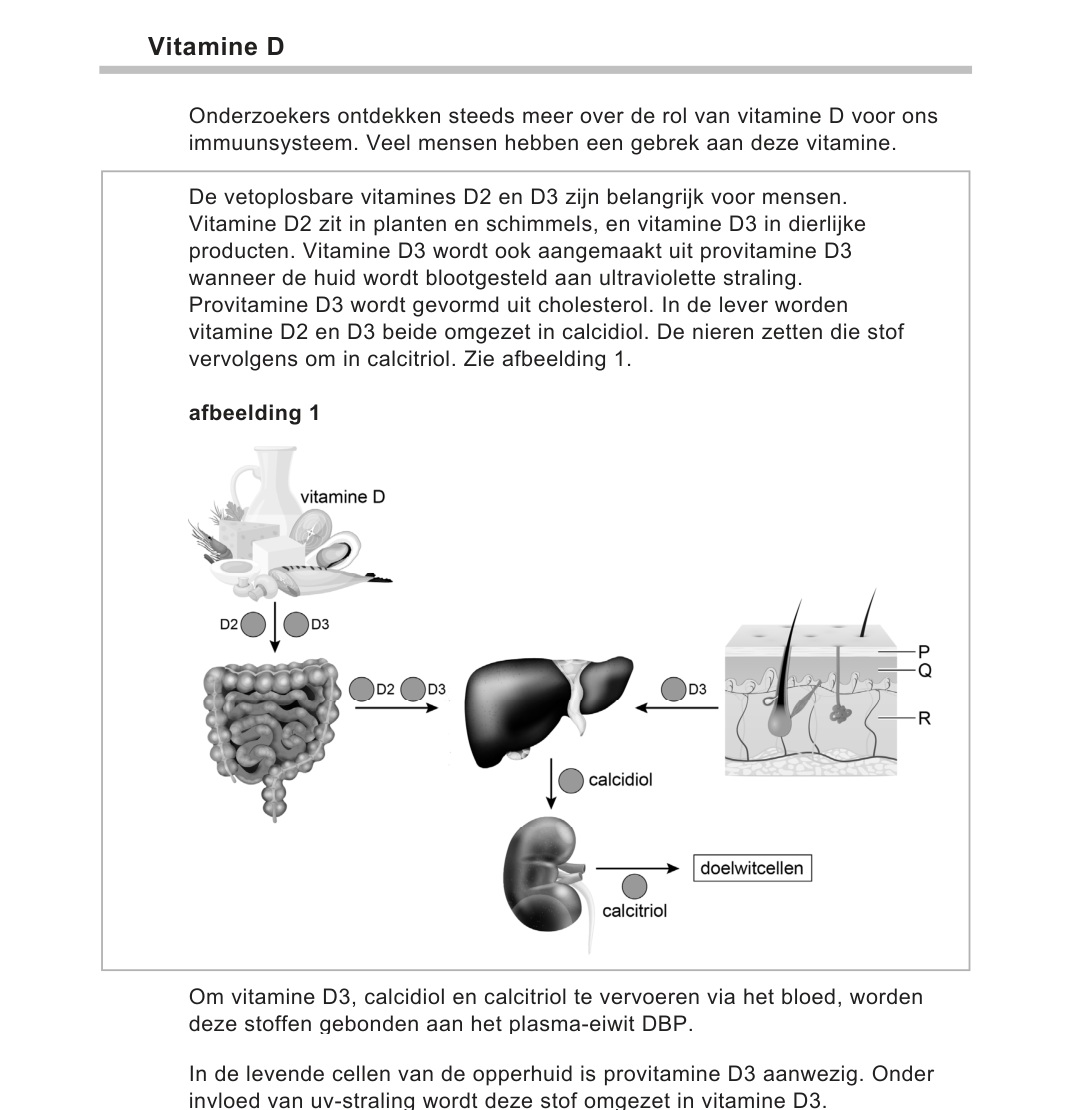 Vitamine D
Onderzoekers ontdekken steeds meer over de rol van vitamine D voor ons
immuunsysteem. Veel mensen hebben een gebrek aan deze vitamine.
De vetoplosbare vitamines D2 en D3 zijn belangrijk voor mensen.
Vitamine D2 zit in planten en schimmels, en vitamine D3 in dierlijke
producten. Vitamine D3 wordt ook aangemaakt uit provitamine D3
wanneer de huid wordt blootgesteld aan ultraviolette straling.
Provitamine D3 wordt gevormd uit cholesterol. In de lever worden
vitamine D2 en D3 beide omgezet in calcidiol. De nieren zetten die stof
vervolgens om in calcitriol. Zie afbeelding 1.
afbeelding 1
vitamine D
D2 D3
D2 D3
D3
P
Q
R
calcidiol
doelwitcellen
calcitriol
Om vitamine D3, calcidiol en calcitriol te vervoeren via het bloed, worden
deze stoffen gebonden aan het plasma-eiwit DBP.
In de levende cellen van de opperhuid is provitamine D3 aanwezig. Onder
invloed van uv-straling wordt deze stof omgezet in vitamine D3.